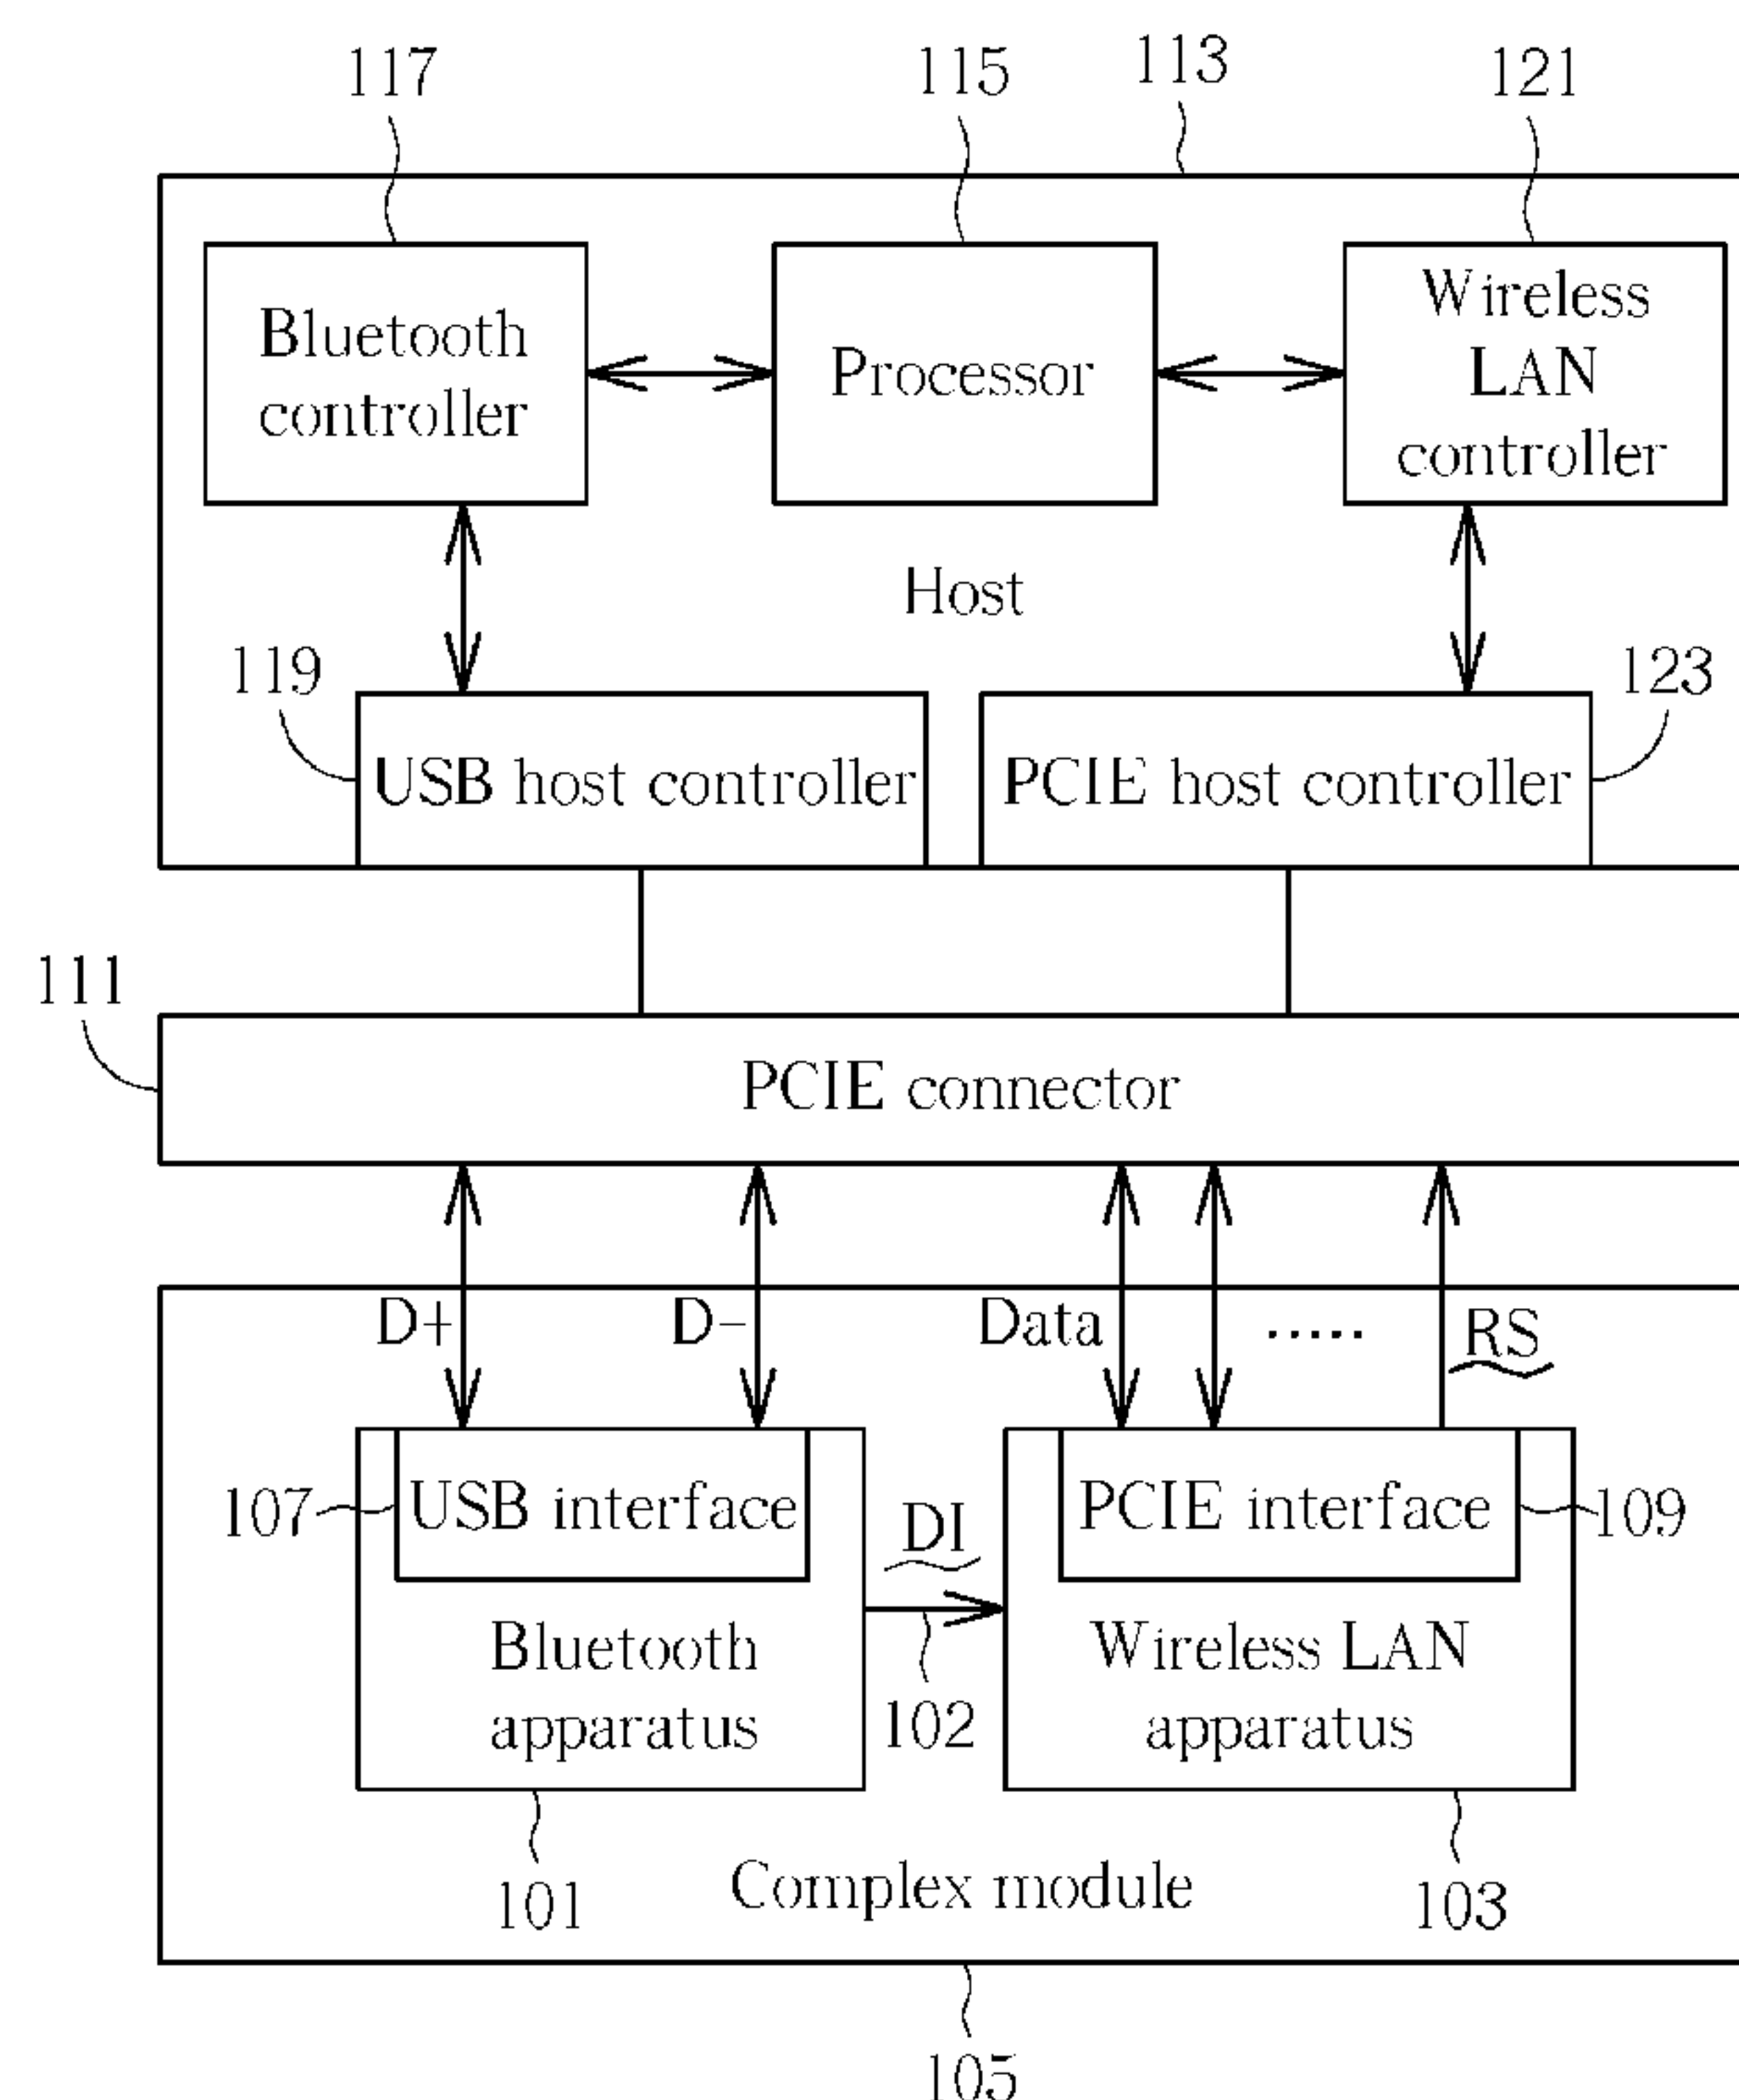 117
115
113
121
Bluetooth
controller
Processor
Wireless
LAN
controller
Host
119
123
USB host controller
PCIE host controller
111
PCIE connector
D+
D-
Data
.....
RS
107
USB interface
DI
PCIE interface
109
Bluetooth
apparatus
102
Wireless LAN
apparatus
101
Complex module
103
105